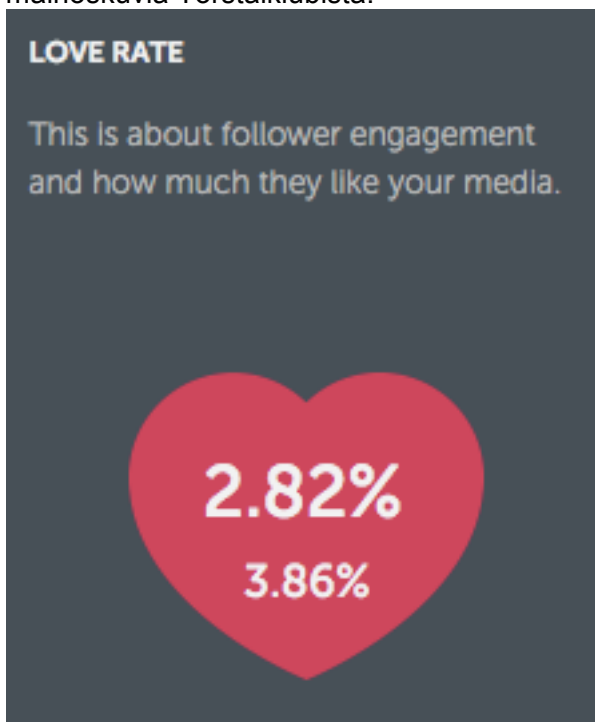 LOVE RATE
This is about follower engagement
and how much they like your media.
2.82%
3.86%